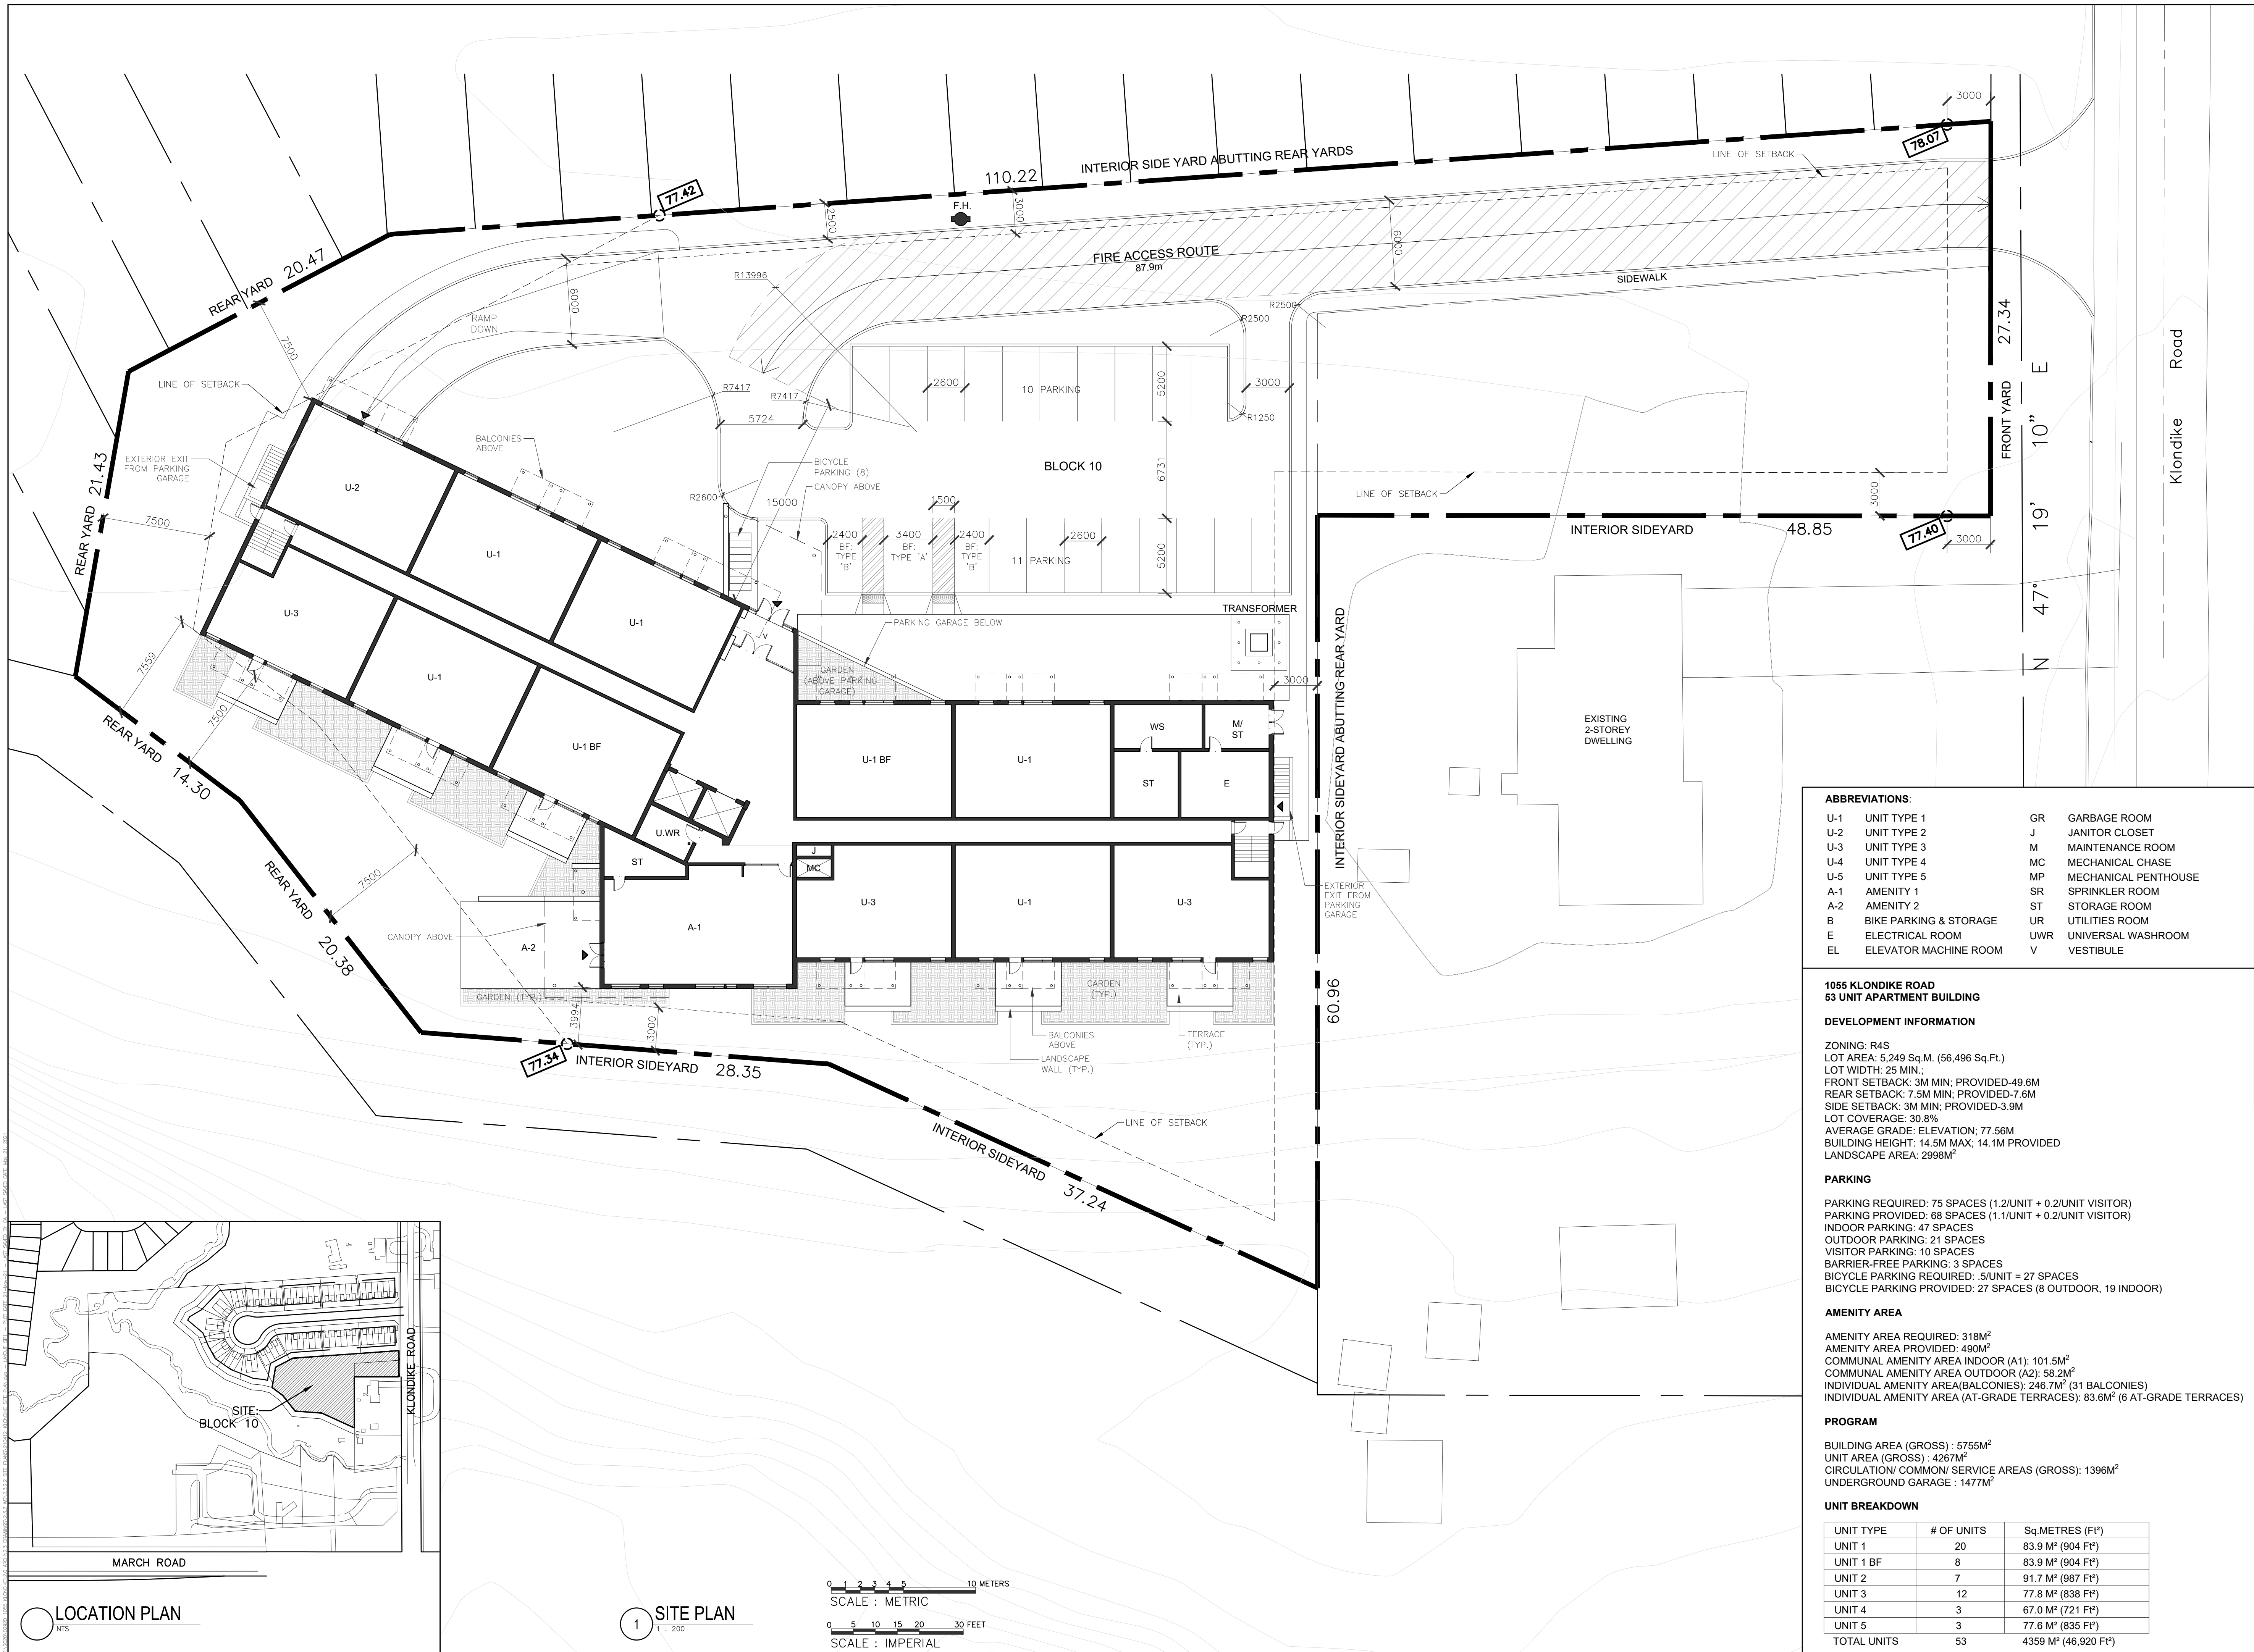 3000
78.07
LINE OF SETBACK
INTERIOR SIDE YARD ABUTTING REAR YARDS
110.22
77.42
F.H.
3000
2500
6000
FIRE ACCESS ROUTE
87.9m
SIDEWALK
REAR YARD 20.47
R13996
6000
RAMP
DOWN
R2500
R2500
27.34
FRONT YARD
N 47° 19' 10" E
Klondike Road
7500
LINE OF SETBACK
2600
10 PARKING
5200
3000
R7417
R7417
R1250
5724
BALCONIES
ABOVE
EXTERIOR EXIT
FROM PARKING
GARAGE
REAR YARD 21.43
7500
U-2
BICYCLE
PARKING (8)
CANOPY ABOVE
R2600
15000
BLOCK 10
6731
LINE OF SETBACK
3000
1500
2400
3400
2400
2600
BF:
TYPE
'B'
BF:
TYPE 'A'
BF:
TYPE
'B'
11 PARKING
5200
INTERIOR SIDEYARD
48.85
77.40
3000
U-1
U-3
U-1
TRANSFORMER
PARKING GARAGE BELOW
V
GARDEN
(ABOVE PARKING
GARAGE)
3000
INTERIOR SIDEYARD ABUTTING REAR YARD
60.96
7559
7500
U-1
U-1 BF
REAR YARD 14.30
WS
M/
ST
U-1 BF
U-1
ST
E
EXISTING
2-STOREY
DWELLING
U.WR
ST
J
MC
REAR YARD 20.38
7500
U-3
U-1
U-3
EXTERIOR
EXIT FROM
PARKING
GARAGE
CANOPY ABOVE
A-2
A-1
GARDEN (TYP.)
GARDEN
(TYP.)
3994
3000
BALCONIES
ABOVE
TERRACE
(TYP.)
LANDSCAPE
WALL (TYP.)
77.34
INTERIOR SIDEYARD 28.35
LINE OF SETBACK
INTERIOR SIDEYARD 37.24
ABBREVIATIONS:
U-1 UNIT TYPE 1 GR GARBAGE ROOM
U-2 UNIT TYPE 2 J JANITOR CLOSET
U-3 UNIT TYPE 3 M MAINTENANCE ROOM
U-4 UNIT TYPE 4 MC MECHANICAL CHASE
U-5 UNIT TYPE 5 MP MECHANICAL PENTHOUSE
A-1 AMENITY 1 SR SPRINKLER ROOM
A-2 AMENITY 2 ST STORAGE ROOM
B BIKE PARKING & STORAGE UR UTILITIES ROOM
E ELECTRICAL ROOM UWR UNIVERSAL WASHROOM
EL ELEVATOR MACHINE ROOM V VESTIBULE
1055 KLONDIKE ROAD
53 UNIT APARTMENT BUILDING
DEVELOPMENT INFORMATION
ZONING: R4S
LOT AREA: 5,249 Sq.M. (56,496 Sq.Ft.)
LOT WIDTH: 25 MIN.;
FRONT SETBACK: 3M MIN; PROVIDED-49.6M
REAR SETBACK: 7.5M MIN; PROVIDED-7.6M
SIDE SETBACK: 3M MIN; PROVIDED-3.9M
LOT COVERAGE: 30.8%
AVERAGE GRADE: ELEVATION; 77.56M
BUILDING HEIGHT: 14.5M MAX; 14.1M PROVIDED
LANDSCAPE AREA: 2998M²
PARKING
PARKING REQUIRED: 75 SPACES (1.2/UNIT + 0.2/UNIT VISITOR)
PARKING PROVIDED: 68 SPACES (1.1/UNIT + 0.2/UNIT VISITOR)
INDOOR PARKING: 47 SPACES
OUTDOOR PARKING: 21 SPACES
VISITOR PARKING: 10 SPACES
BARRIER-FREE PARKING: 3 SPACES
BICYCLE PARKING REQUIRED: .5/UNIT = 27 SPACES
BICYCLE PARKING PROVIDED: 27 SPACES (8 OUTDOOR, 19 INDOOR)
AMENITY AREA
AMENITY AREA REQUIRED: 318M²
AMENITY AREA PROVIDED: 490M²
COMMUNAL AMENITY AREA INDOOR (A1): 101.5M²
COMMUNAL AMENITY AREA OUTDOOR (A2): 58.2M²
INDIVIDUAL AMENITY AREA(BALCONIES): 246.7M² (31 BALCONIES)
INDIVIDUAL AMENITY AREA (AT-GRADE TERRACES): 83.6M² (6 AT-GRADE TERRACES)
PROGRAM
BUILDING AREA (GROSS) : 5755M²
UNIT AREA (GROSS) : 4267M²
CIRCULATION/ COMMON/ SERVICE AREAS (GROSS): 1396M²
UNDERGROUND GARAGE : 1477M²
UNIT BREAKDOWN
UNIT TYPE # OF UNITS Sq.METRES (Ft²)
UNIT 1 20 83.9 M² (904 Ft²)
UNIT 1 BF 8 83.9 M² (904 Ft²)
UNIT 2 7 91.7 M² (987 Ft²)
UNIT 3 12 77.8 M² (838 Ft²)
UNIT 4 3 67.0 M² (721 Ft²)
UNIT 5 3 77.6 M² (835 Ft²)
TOTAL UNITS 53 4359 M² (46,920 Ft²)
KLONDIKE ROAD
SITE:
BLOCK 10
MARCH ROAD
LOCATION PLAN
NTS
1 SITE PLAN
1 : 200
0 1 2 3 4 5 10 METERS
SCALE : METRIC
0 5 10 15 20 30 FEET
SCALE : IMPERIAL